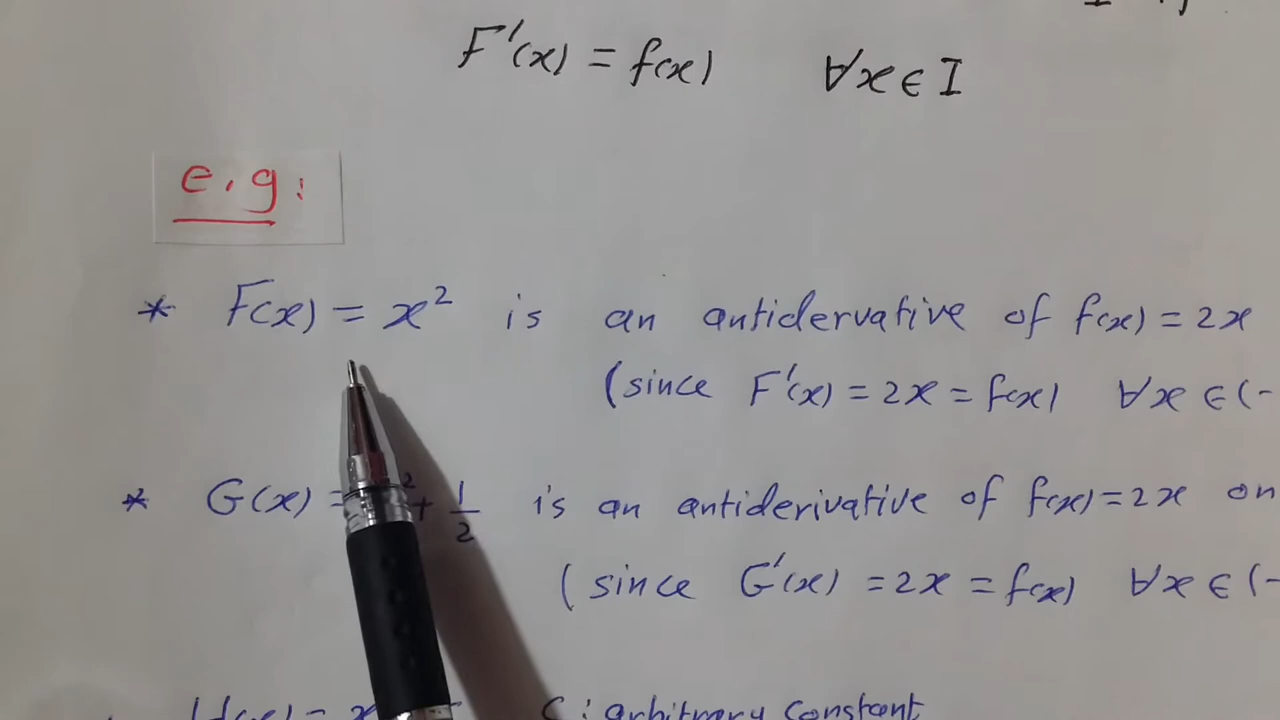 F'(x) = f(x) ∀x ∈ I
e.g:
* F(x) = x² is an antidervative of f(x) = 2x
(since F'(x) = 2x = f(x) ∀x ∈ (-
* G(x) = ² + 1/2 is an antiderivative of f(x) = 2x on
( since G'(x) = 2x = f(x) ∀x ∈ (-
C : arbitrary constant